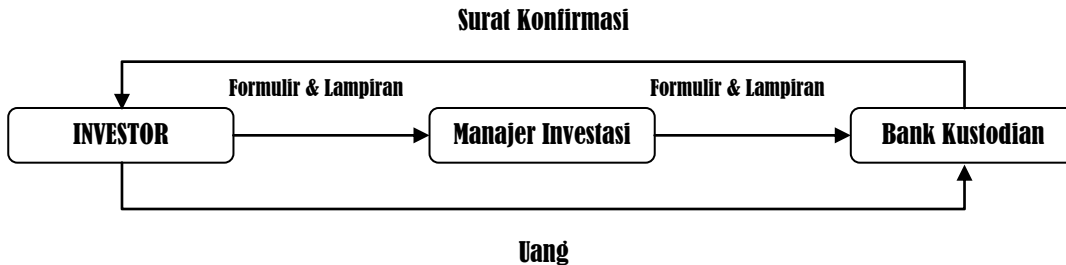 Surat Konfirmasi
Formulir & Lampiran
Formulir & Lampiran
INVESTOR
Manajer Investasi
Bank Kustodian
Uang